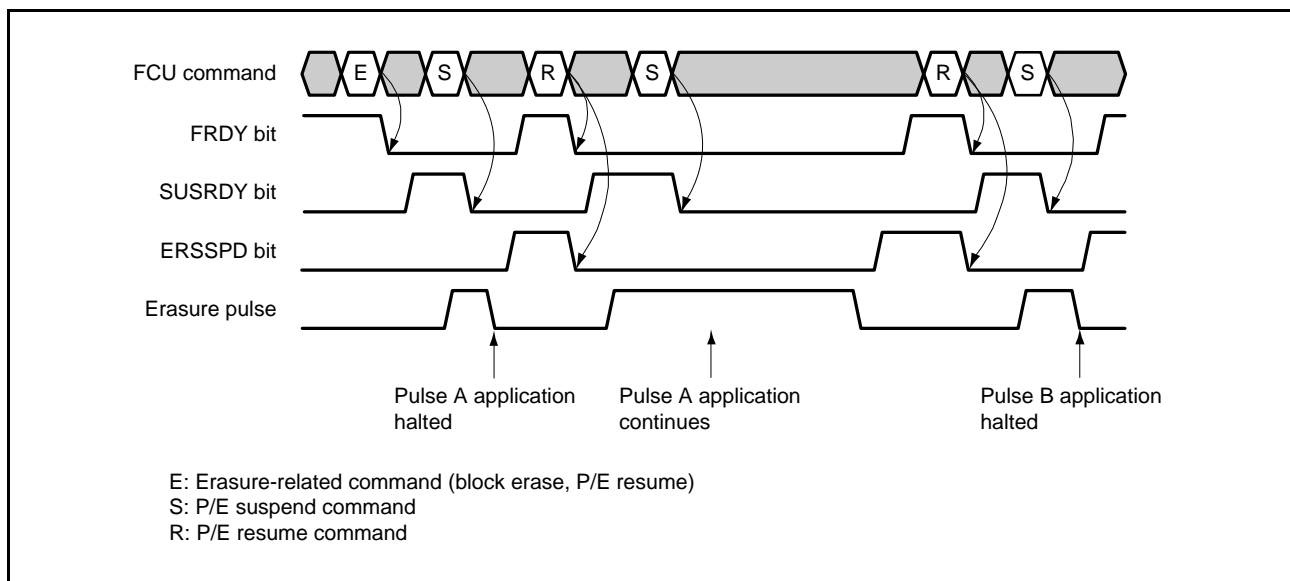 FCU command
E
S
R
S
R
S
FRDY bit
SUSRDY bit
ERSSPD bit
Erasure pulse
Pulse A application
halted
Pulse A application
continues
Pulse B application
halted
E: Erasure-related command (block erase, P/E resume)
S: P/E suspend command
R: P/E resume command